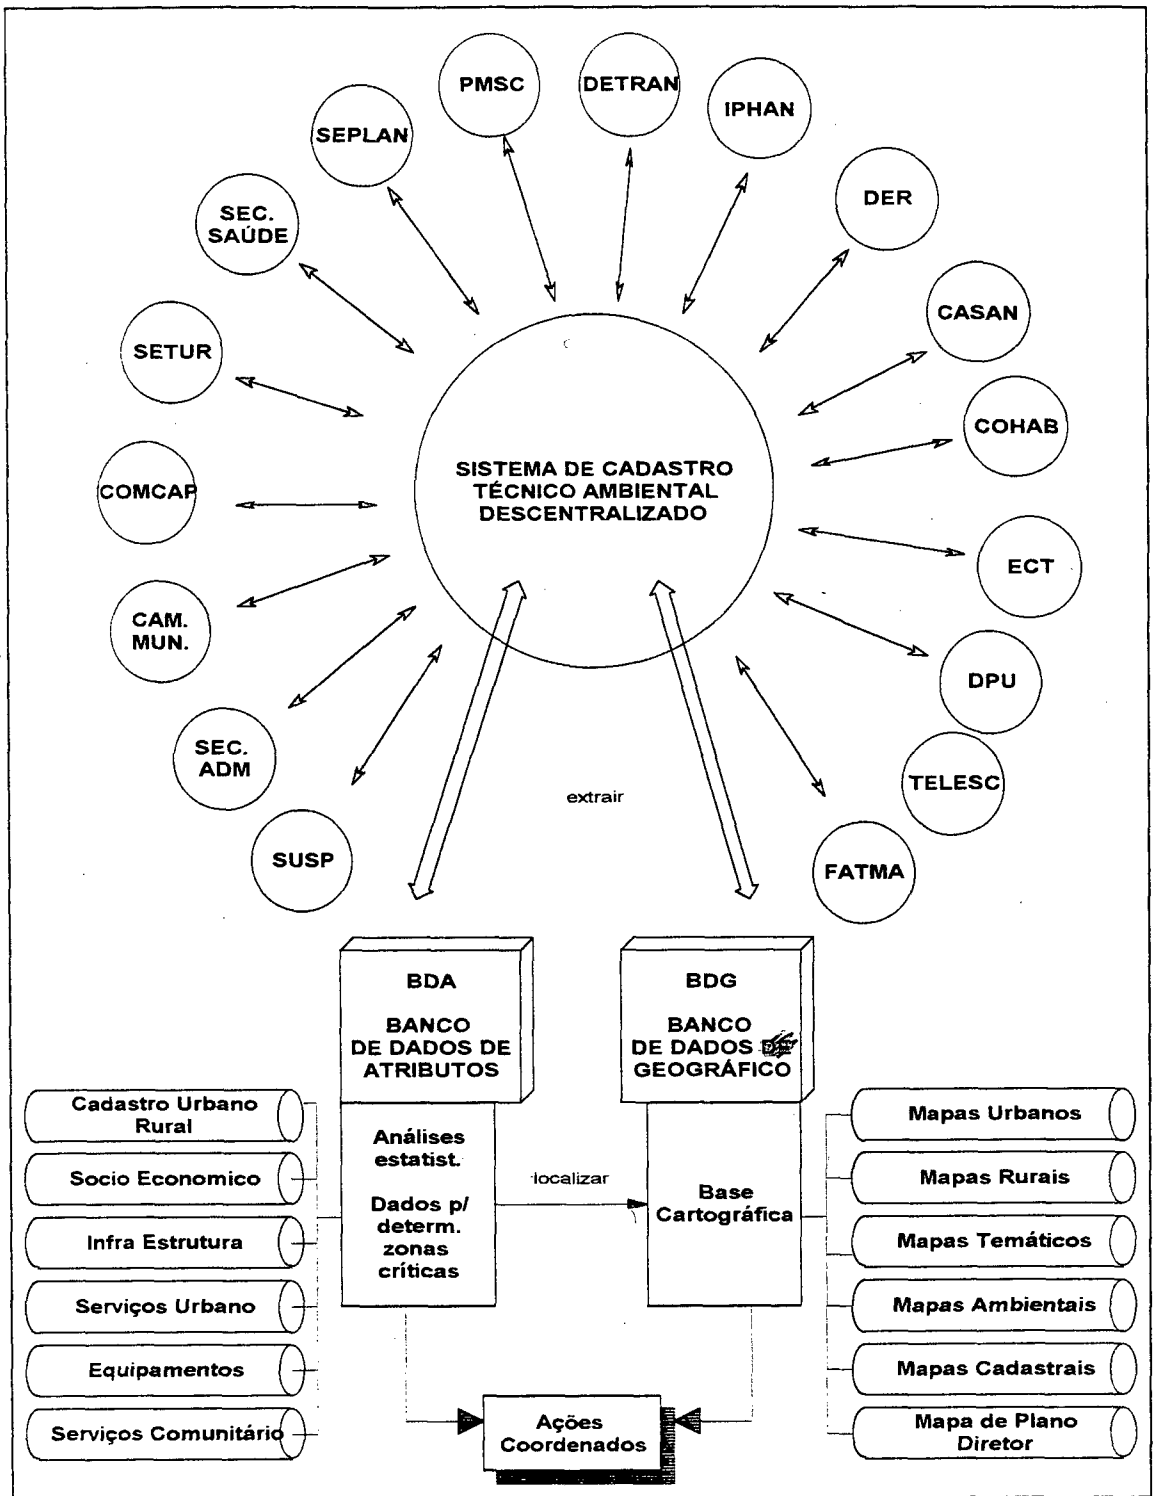 PMSC
DETRAN
IPHAN
SEPLAN
DER
SEC.
SAÚDE
CASAN
SETUR
COHAB
SISTEMA DE CADASTRO
TÉCNICO AMBIENTAL
DESCENTRALIZADO
COMCAP
ECT
CAM.
MUN.
DPU
SEC.
ADM
TELESC
extrair
SUSP
FATMA
BDA
BANCO
DE DADOS DE
ATRIBUTOS
BDG
BANCO
DE DADOS DE
GEOGRÁFICO
Cadastro Urbano
Rural
Socio Economico
Infra Estrutura
Serviços Urbano
Equipamentos
Serviços Comunitário
Análises
estatist.
Dados p/
determ.
zonas
críticas
localizar
Base
Cartográfica
Mapas Urbanos
Mapas Rurais
Mapas Temáticos
Mapas Ambientais
Mapas Cadastrais
Mapa de Plano
Diretor
Ações
Coordenados